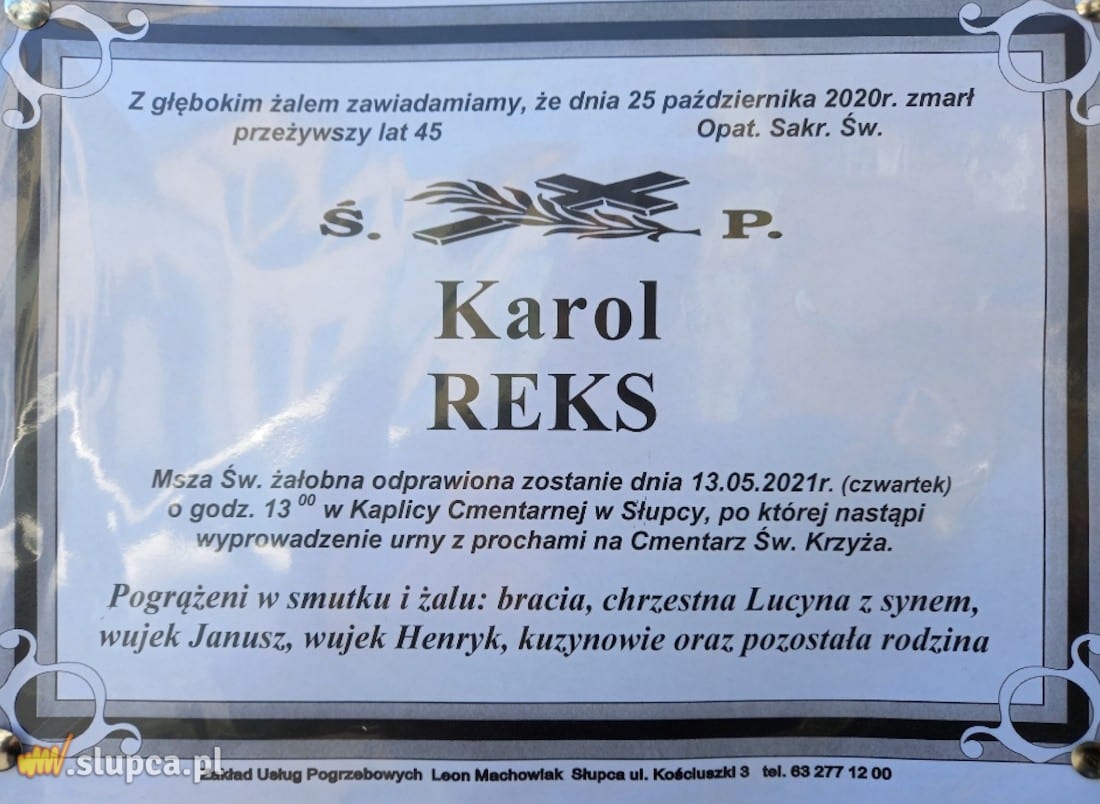 Z głębokim żalem zawiadamiamy, że dnia 25 października 2020r. zmarł
przeżywszy lat 45 Opat. Sakr. Św.
Ś. P.
Karol
REKS
Msza Św. żałobna odprawiona zostanie dnia 13.05.2021r. (czwartek)
o godz. 13 00 w Kaplicy Cmentarnej w Słupcy, po której nastąpi
wyprowadzenie urny z prochami na Cmentarz Św. Krzyża.
Pogrążeni w smutku i żalu: bracia, chrzestna Lucyna z synem,
wujek Janusz, wujek Henryk, kuzynowie oraz pozostała rodzina
.slupca.pl
Zakład Usług Pogrzebowych Leon Machowiak Słupca ul. Kościuszki 3 tel. 63 277 12 00